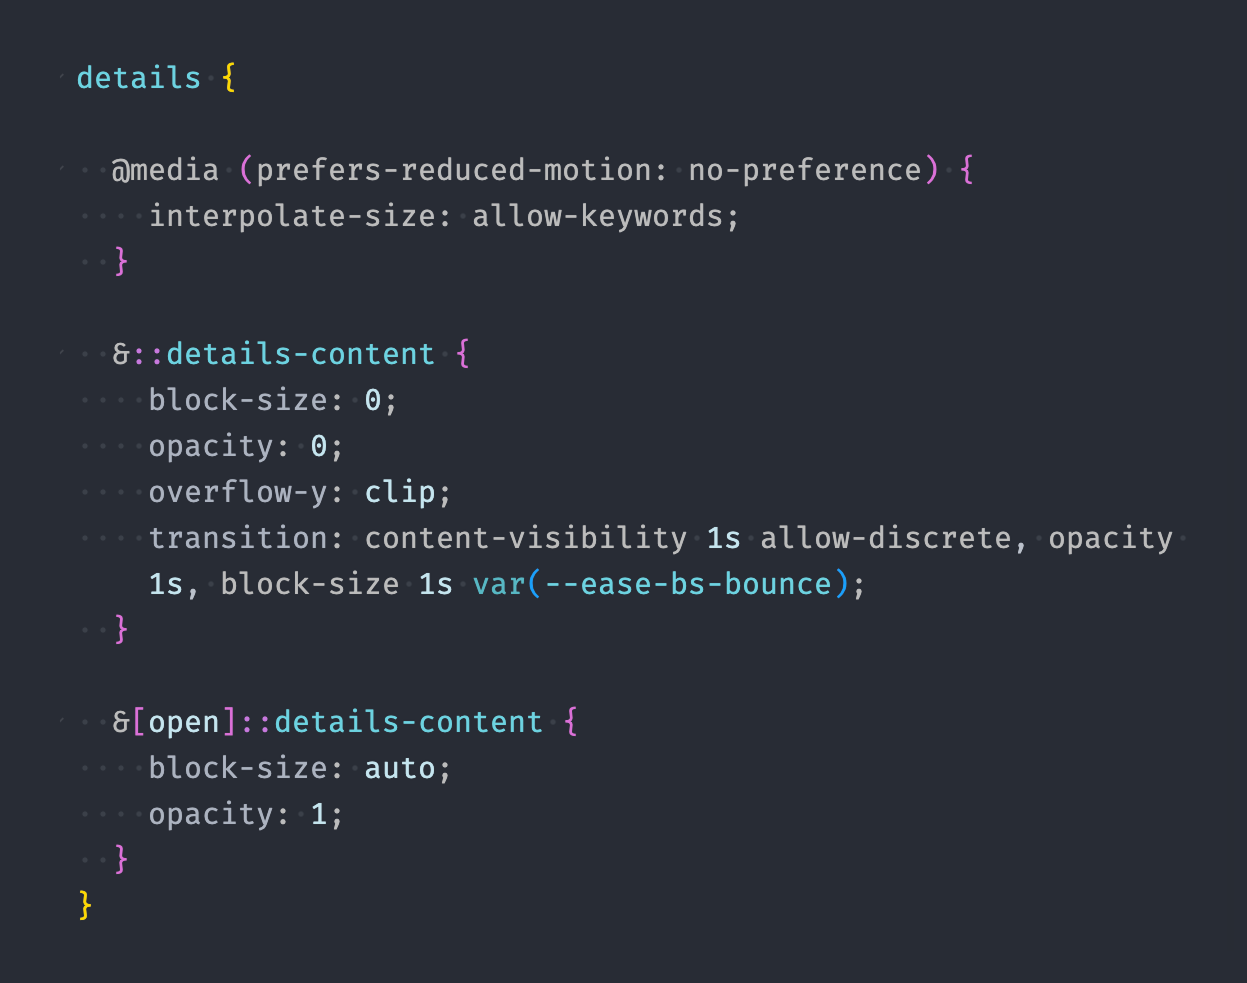 details {
@media (prefers-reduced-motion: no-preference) {
interpolate-size: allow-keywords;
}
&::details-content {
block-size: 0;
opacity: 0;
overflow-y: clip;
transition: content-visibility 1s allow-discrete, opacity
1s, block-size 1s var(--ease-bs-bounce);
}
&[open]::details-content {
block-size: auto;
opacity: 1;
}
}